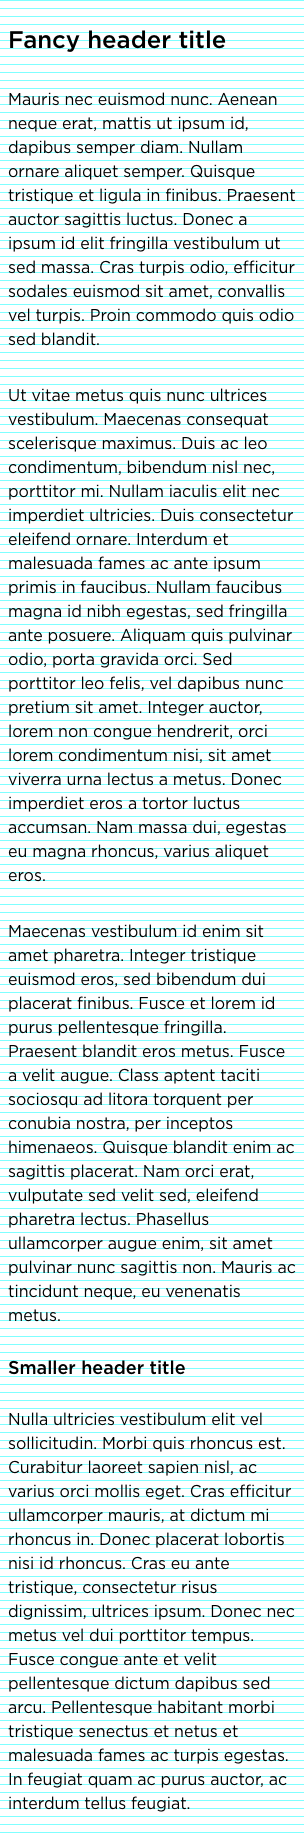 Fancy header title
Mauris nec euismod nunc. Aenean
neque erat, mattis ut ipsum id,
dapibus semper diam. Nullam
ornare aliquet semper. Quisque
tristique et ligula in finibus. Praesent
auctor sagittis luctus. Donec a
ipsum id elit fringilla vestibulum ut
sed massa. Cras turpis odio, efficitur
sodales euismod sit amet, convallis
vel turpis. Proin commodo quis odio
sed blandit.
Ut vitae metus quis nunc ultrices
vestibulum. Maecenas consequat
scelerisque maximus. Duis ac leo
condimentum, bibendum nisl nec,
porttitor mi. Nullam iaculis elit nec
imperdiet ultricies. Duis consectetur
eleifend ornare. Interdum et
malesuada fames ac ante ipsum
primis in faucibus. Nullam faucibus
magna id nibh egestas, sed fringilla
ante posuere. Aliquam quis pulvinar
odio, porta gravida orci. Sed
porttitor leo felis, vel dapibus nunc
pretium sit amet. Integer auctor,
lorem non congue hendrerit, orci
lorem condimentum nisi, sit amet
viverra urna lectus a metus. Donec
imperdiet eros a tortor luctus
accumsan. Nam massa dui, egestas
eu magna rhoncus, varius aliquet
eros.
Maecenas vestibulum id enim sit
amet pharetra. Integer tristique
euismod eros, sed bibendum dui
placerat finibus. Fusce et lorem id
purus pellentesque fringilla.
Praesent blandit eros metus. Fusce
a velit augue. Class aptent taciti
sociosqu ad litora torquent per
conubia nostra, per inceptos
himenaeos. Quisque blandit enim ac
sagittis placerat. Nam orci erat,
vulputate sed velit sed, eleifend
pharetra lectus. Phasellus
ullamcorper augue enim, sit amet
pulvinar nunc sagittis non. Mauris ac
tincidunt neque, eu venenatis
metus.
Smaller header title
Nulla ultricies vestibulum elit vel
sollicitudin. Morbi quis rhoncus est.
Curabitur laoreet sapien nisl, ac
varius orci mollis eget. Cras efficitur
ullamcorper mauris, at dictum mi
rhoncus in. Donec placerat lobortis
nisi id rhoncus. Cras eu ante
tristique, consectetur risus
dignissim, ultrices ipsum. Donec nec
metus vel dui porttitor tempus.
Fusce congue ante et velit
pellentesque dictum dapibus sed
arcu. Pellentesque habitant morbi
tristique senectus et netus et
malesuada fames ac turpis egestas.
In feugiat quam ac purus auctor, ac
interdum tellus feugiat.